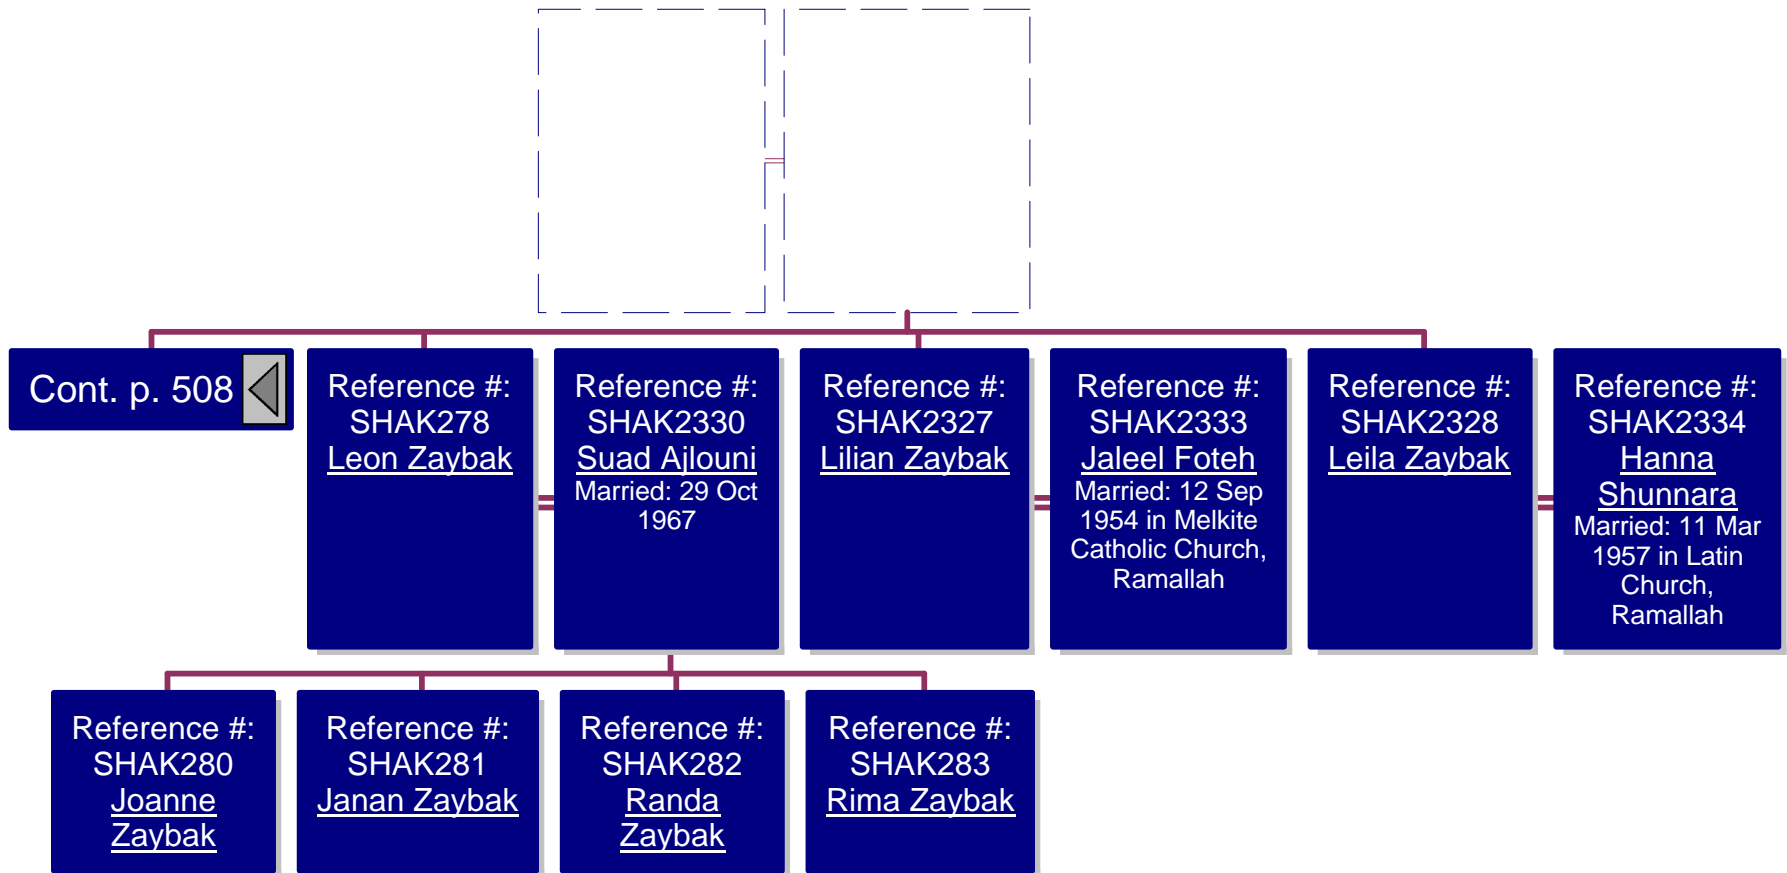 Cont. p. 508
Reference #:
SHAK278
Leon Zaybak
Reference #:
SHAK2330
Suad Ajlouni
Married: 29 Oct
1967
Reference #:
SHAK2327
Lilian Zaybak
Reference #:
SHAK2333
Jaleel Foteh
Married: 12 Sep
1954 in Melkite
Catholic Church,
Ramallah
Reference #:
SHAK2328
Leila Zaybak
Reference #:
SHAK2334
Hanna
Shunnara
Married: 11 Mar
1957 in Latin
Church,
Ramallah
Reference #:
SHAK280
Joanne
Zaybak
Reference #:
SHAK281
Janan Zaybak
Reference #:
SHAK282
Randa
Zaybak
Reference #:
SHAK283
Rima Zaybak